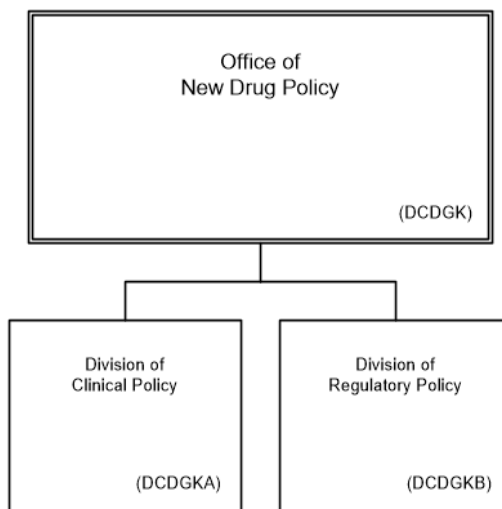 Office of
New Drug Policy
(DCDGK)
Division of
Clinical Policy
(DCDGKA)
Division of
Regulatory Policy
(DCDGKB)